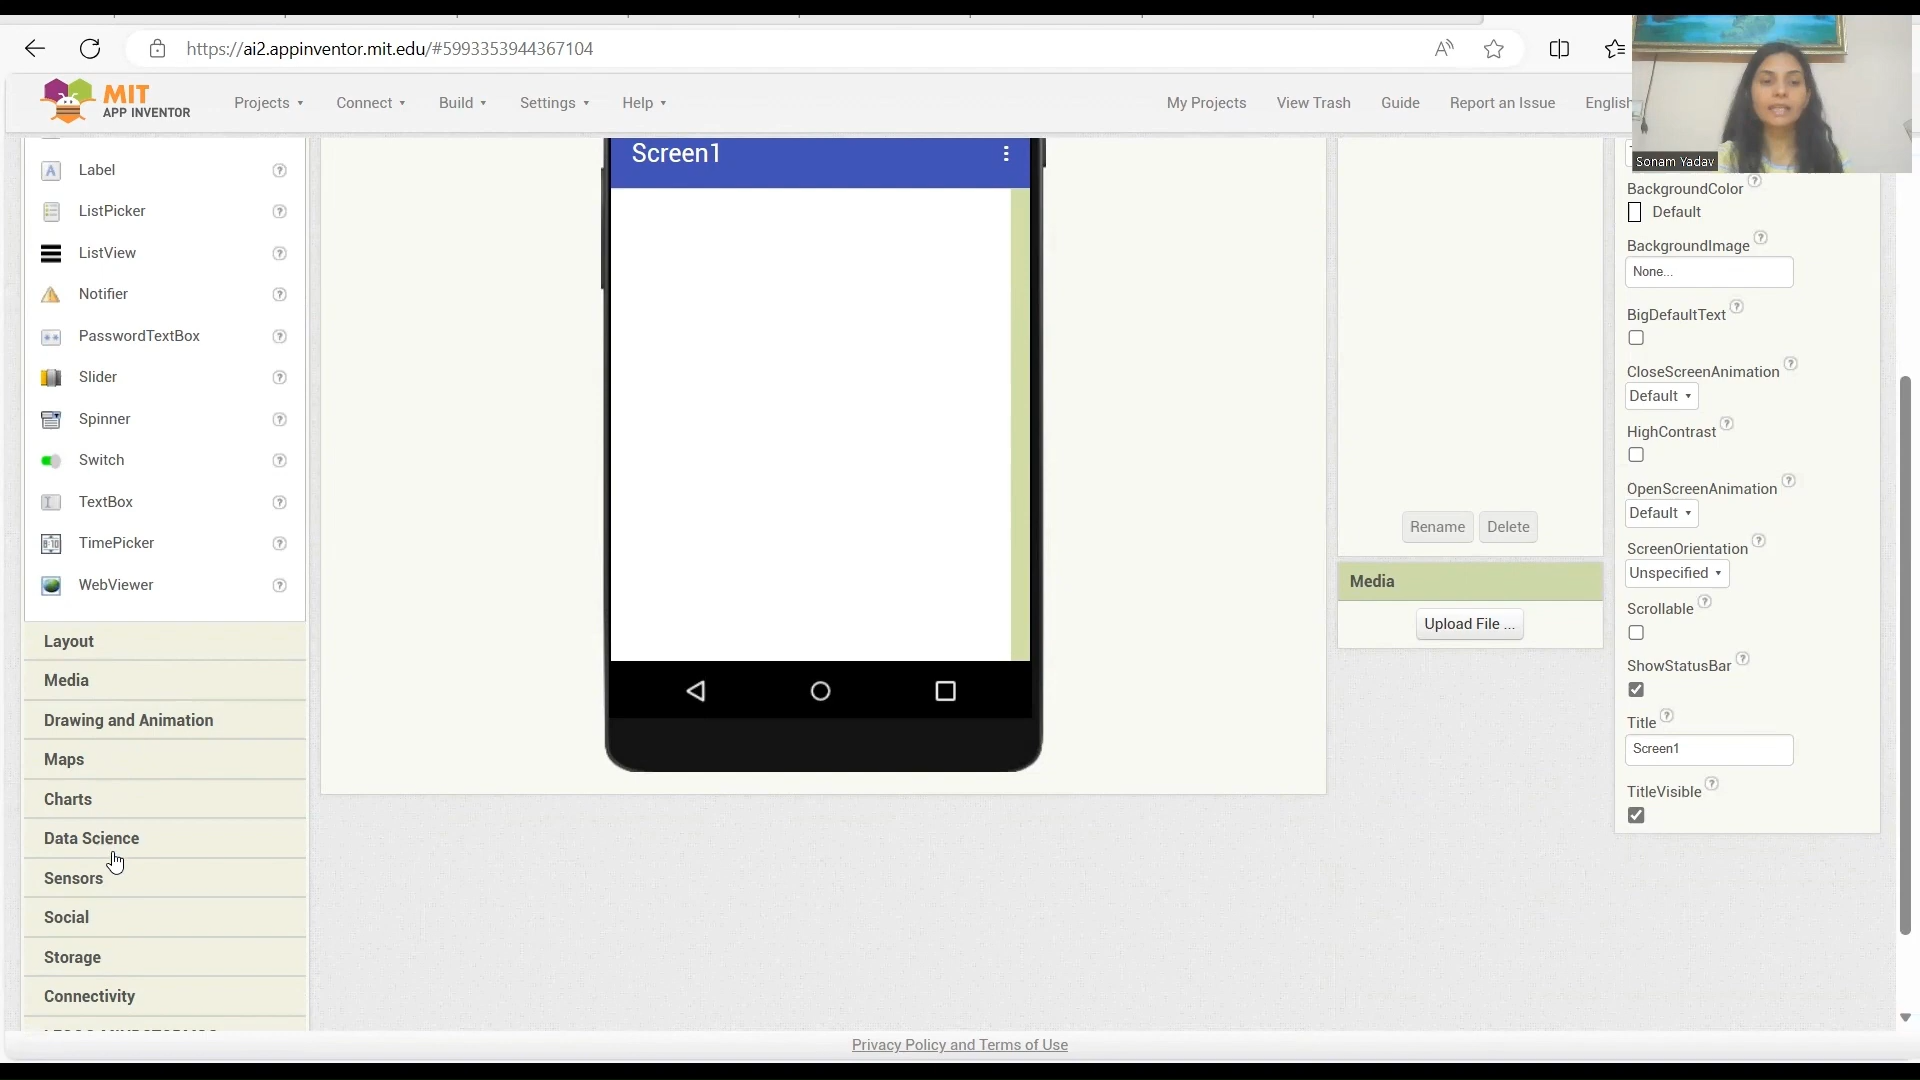 https://ai2.appinventor.mit.edu/#5993353944367104
MIT
APP INVENTOR
Projects
Connect
Build
Settings
Help
My Projects
View Trash
Guide
Report an Issue
English
Sonam Yadav
Label
ListPicker
ListView
Notifier
PasswordTextBox
Slider
Spinner
Switch
TextBox
TimePicker
WebViewer
Layout
Media
Drawing and Animation
Maps
Charts
Data Science
Sensors
Social
Storage
Connectivity
Screen1
Rename
Delete
Media
Upload File ...
BackgroundColor
Default
BackgroundImage
None...
BigDefaultText
CloseScreenAnimation
Default
HighContrast
OpenScreenAnimation
Default
ScreenOrientation
Unspecified
Scrollable
ShowStatusBar
Title
Screen1
TitleVisible
Privacy Policy and Terms of Use